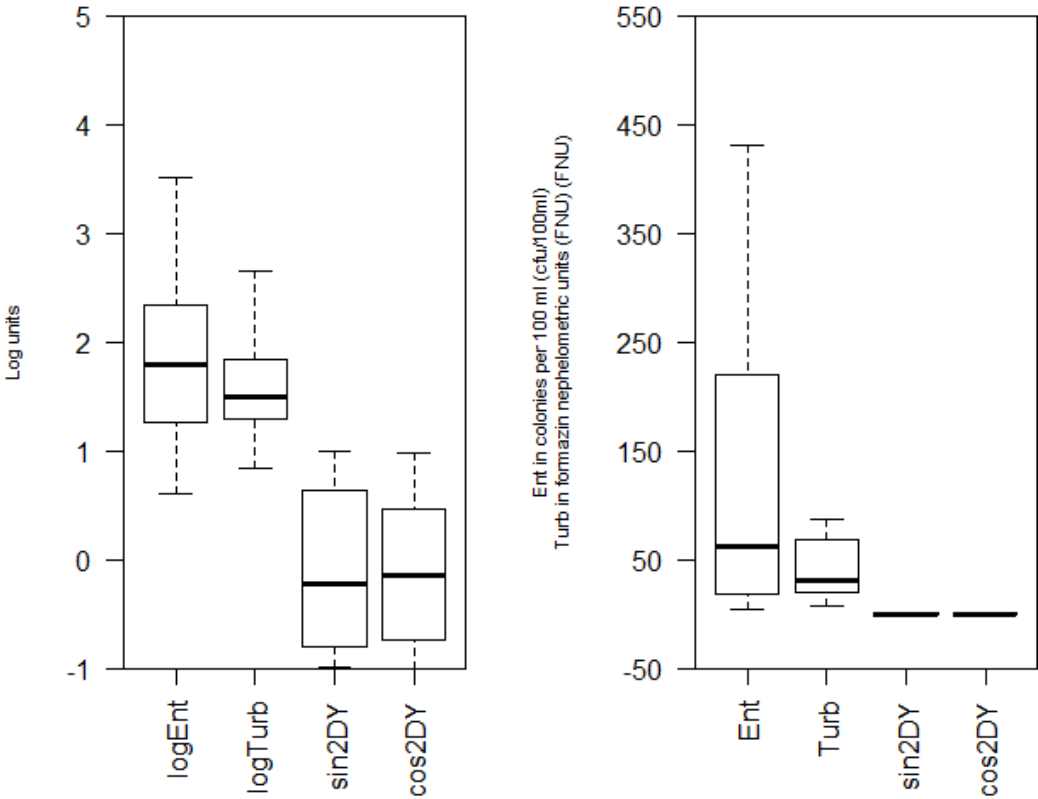 5
4
3
2
1
0
-1
Log units
logEnt
logTurb
sin2DY
cos2DY
550
450
350
250
150
50
-50
Ent in colonies per 100 ml (cfu/100ml)
Turb in formazin nephelometric units (FNU) (FNU)
Ent
Turb
sin2DY
cos2DY